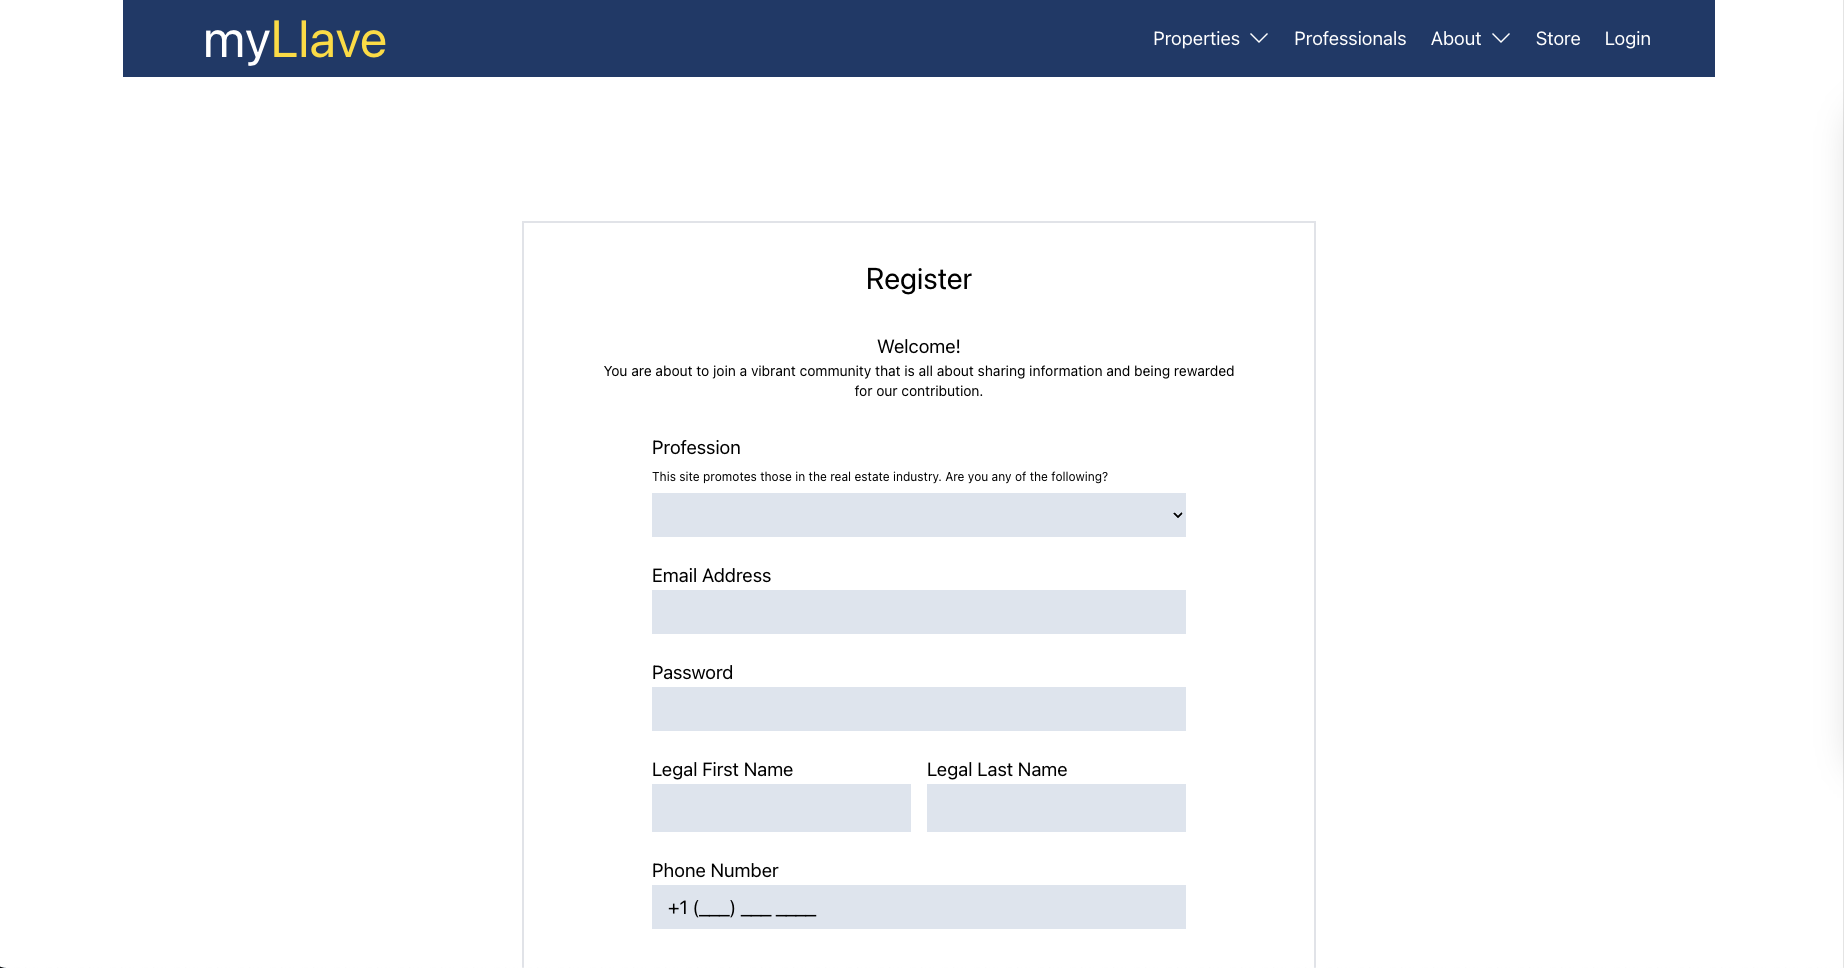 myLlave
Properties Professionals About Store Login
Register
Welcome!
You are about to join a vibrant community that is all about sharing information and being rewarded
for our contribution.
Profession
This site promotes those in the real estate industry. Are you any of the following?
Email Address
Password
Legal First Name Legal Last Name
Phone Number
+1 (___) ___ ____